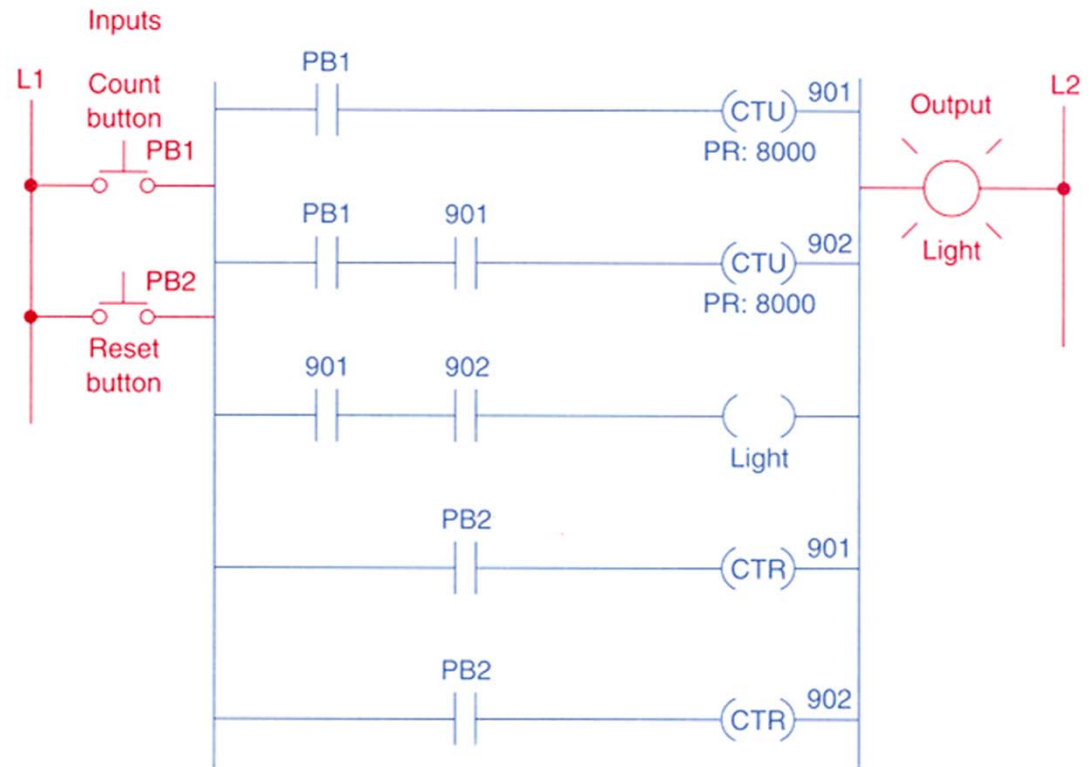 Inputs
L1
Count
button
PB1
PB2
Reset
button
PB1
CTU
901
PR: 8000
PB1
901
CTU
902
PR: 8000
901
902
Light
PB2
CTR
901
PB2
CTR
902
Output
Light
L2